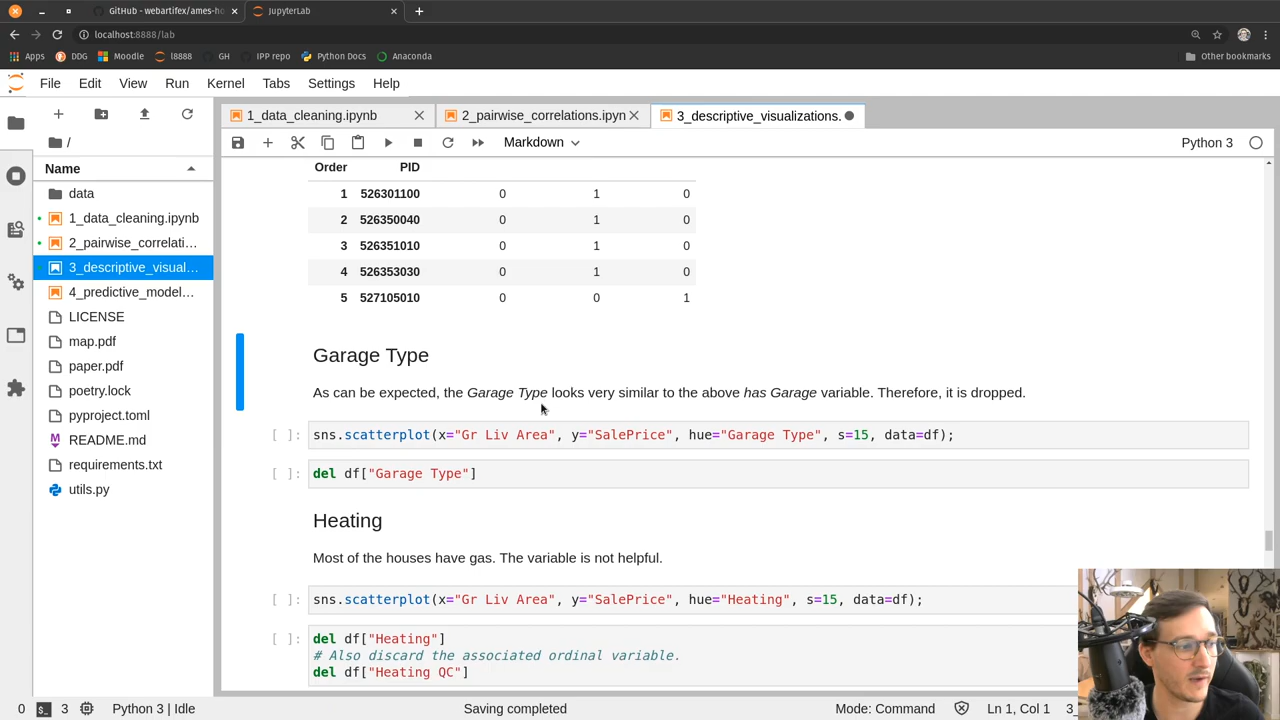 GitHub - webartifex/ames-ho
JupyterLab
localhost:8888/lab
Apps
DDG
Moodle
l8888
GH
IPP repo
Python Docs
Anaconda
Other bookmarks
File
Edit
View
Run
Kernel
Tabs
Settings
Help
1_data_cleaning.ipynb
2_pairwise_correlations.ipyn
3_descriptive_visualizations.
Markdown
Python 3
/
Name
data
1_data_cleaning.ipynb
2_pairwise_correlati…
3_descriptive_visual…
4_predictive_model…
LICENSE
map.pdf
paper.pdf
poetry.lock
pyproject.toml
README.md
requirements.txt
utils.py
Order PID
1 526301100 0 1 0
2 526350040 0 1 0
3 526351010 0 1 0
4 526353030 0 1 0
5 527105010 0 0 1
Garage Type
As can be expected, the Garage Type looks very similar to the above has Garage variable. Therefore, it is dropped.
[ ]: sns.scatterplot(x="Gr Liv Area", y="SalePrice", hue="Garage Type", s=15, data=df);
[ ]: del df["Garage Type"]
Heating
Most of the houses have gas. The variable is not helpful.
[ ]: sns.scatterplot(x="Gr Liv Area", y="SalePrice", hue="Heating", s=15, data=df);
[ ]: del df["Heating"]
# Also discard the associated ordinal variable.
del df["Heating QC"]
0
3
Python 3 | Idle
Saving completed
Mode: Command
Ln 1, Col 1
3_